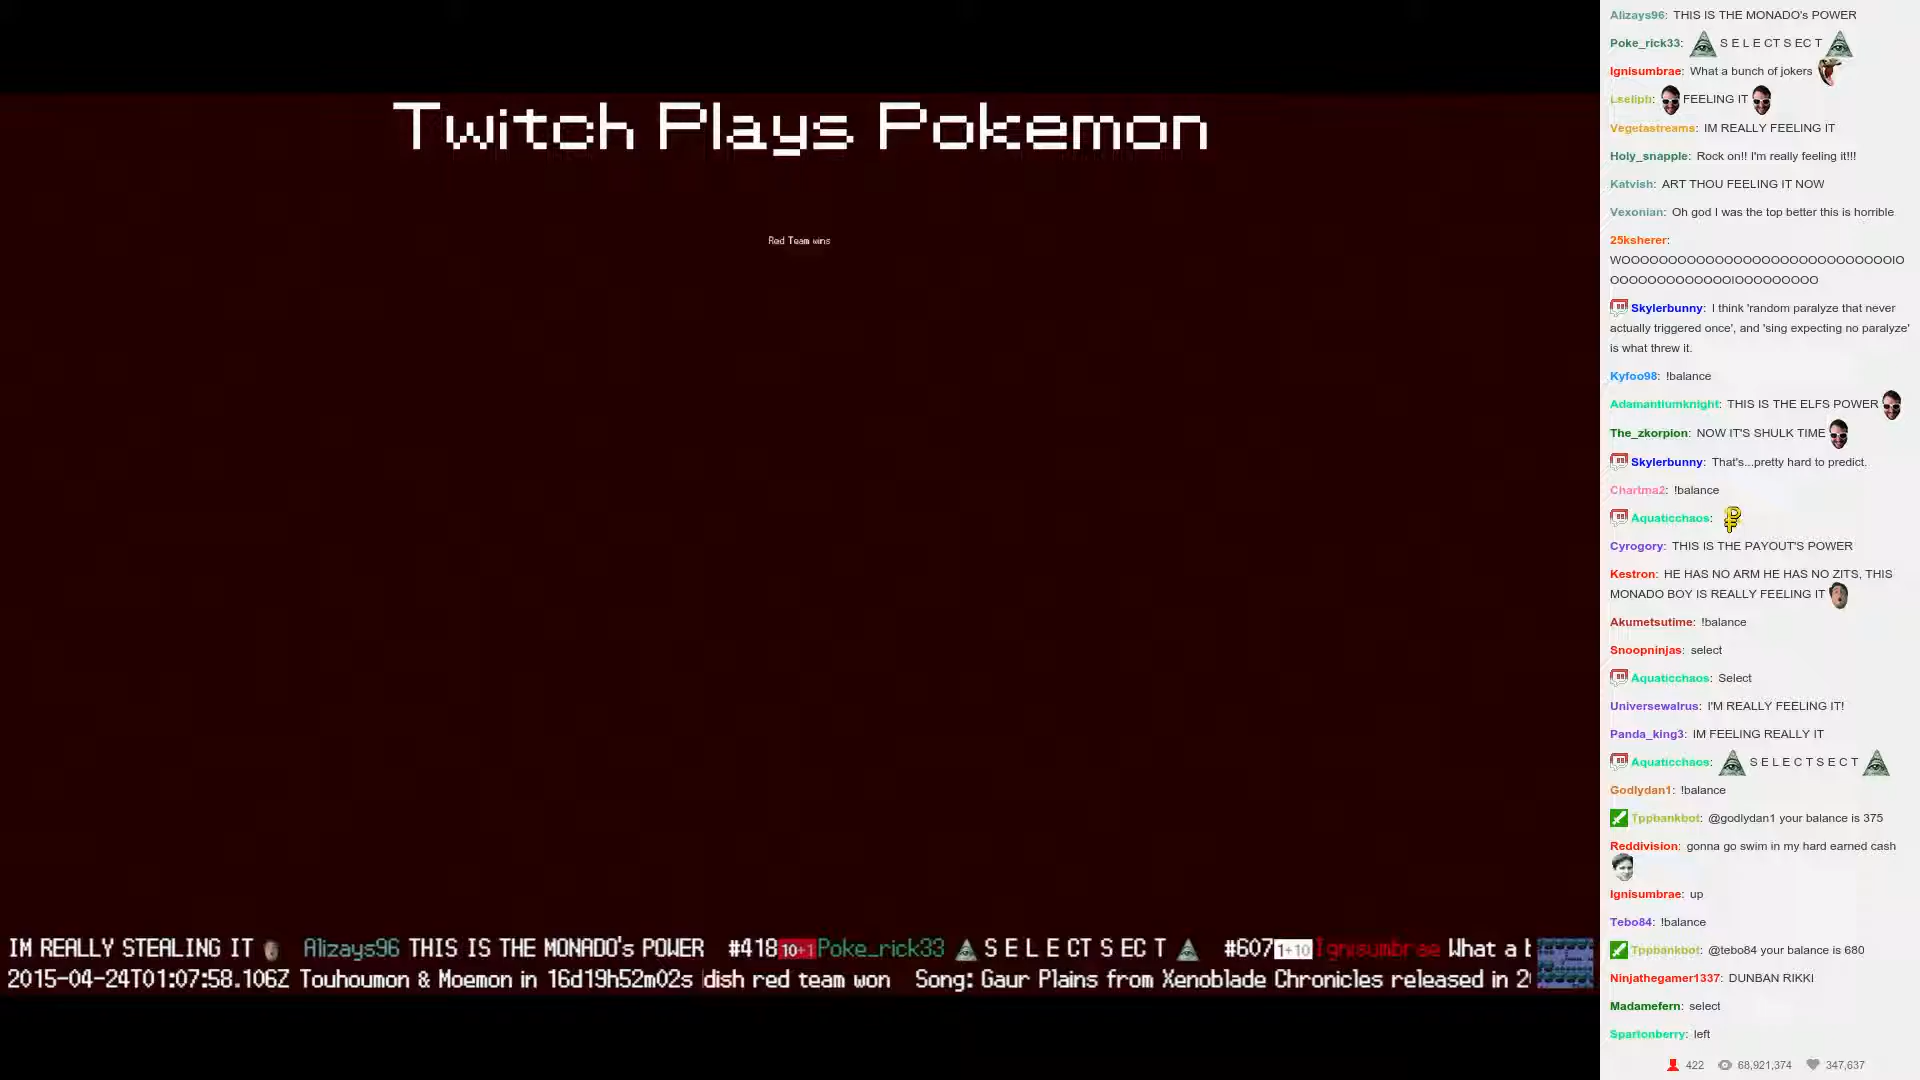 Twitch Plays Pokemon
Red Team wins
IM REALLY STEALING IT Alizays96 THIS IS THE MONADO's POWER #418 10+1 Poke_rick33 S E L E CT S EC T #607 1+10 Ignisumbrae What a b
2015-04-24T01:07:58.106Z Touhoumon & Moemon in 16d19h52m02s dish red team won Song: Gaur Plains from Xenoblade Chronicles released in 2
Alizays96: THIS IS THE MONADO's POWER
Poke_rick33: S E L E CT S EC T
Ignisumbrae: What a bunch of jokers
Lseliph: FEELING IT
Vegetastreams: IM REALLY FEELING IT
Holy_snapple: Rock on!! I'm really feeling it!!!
Katvish: ART THOU FEELING IT NOW
Vexonian: Oh god I was the top better this is horrible
25ksherer:
WOOOOOOOOOOOOOOOOOOOOOOOOOOOOOIO
OOOOOOOOOOOOOIOOOOOOOOO
Skylerbunny: I think 'random paralyze that never
actually triggered once', and 'sing expecting no paralyze'
is what threw it.
Kyfoo98: !balance
Adamantiumknight: THIS IS THE ELFS POWER
The_zkorpion: NOW IT'S SHULK TIME
Skylerbunny: That's...pretty hard to predict.
Chartma2: !balance
Aquaticchaos:
Cyrogory: THIS IS THE PAYOUT'S POWER
Kestron: HE HAS NO ARM HE HAS NO ZITS, THIS
MONADO BOY IS REALLY FEELING IT
Akumetsutime: !balance
Snoopninjas: select
Aquaticchaos: Select
Universewalrus: I'M REALLY FEELING IT!
Panda_king3: IM FEELING REALLY IT
Aquaticchaos: S E L E C T S E C T
Godlydan1: !balance
Tppbankbot: @godlydan1 your balance is 375
Reddivision: gonna go swim in my hard earned cash
Ignisumbrae: up
Tebo84: !balance
Tppbankbot: @tebo84 your balance is 680
Ninjathegamer1337: DUNBAN RIKKI
Madamefern: select
Spartonberry: left
422 68,921,374 347,637